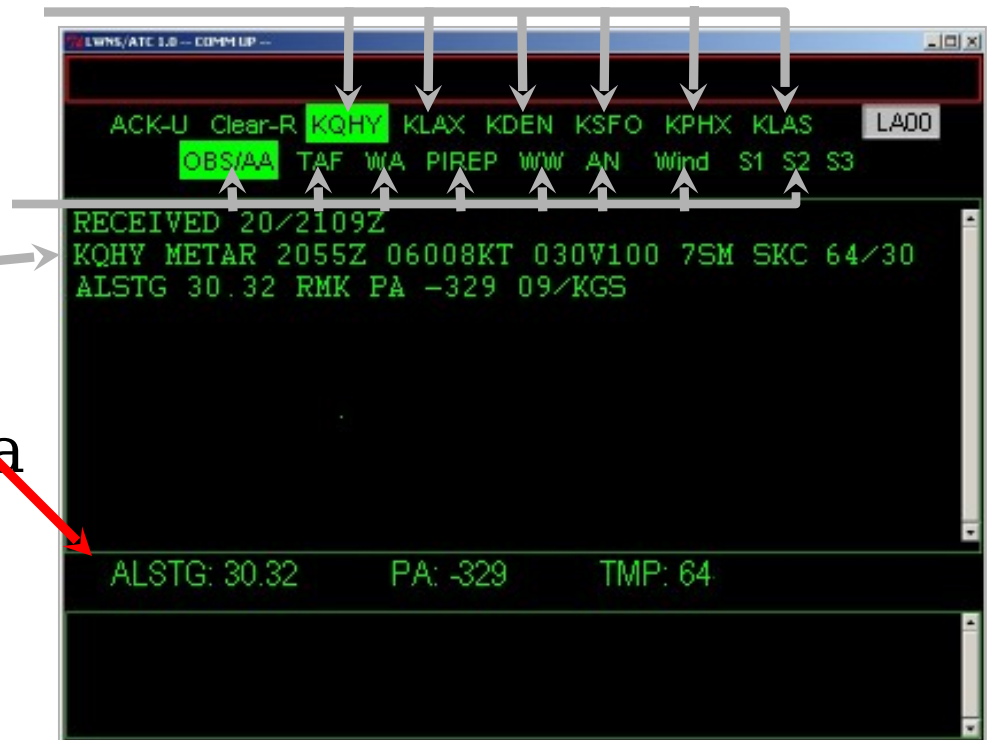 LWNS/ATC 1.0 -- COMM UP --
ACK-U Clear-R KQHY KLAX KDEN KSFO KPHX KLAS LA00
OBS/AA TAF WA PIREP WW AN Wind S1 S2 S3
RECEIVED 20/2109Z
KQHY METAR 2055Z 06008KT 030V100 7SM SKC 64/30
ALSTG 30.32 RMK PA -329 09/KGS
a
ALSTG: 30.32 PA: -329 TMP: 64